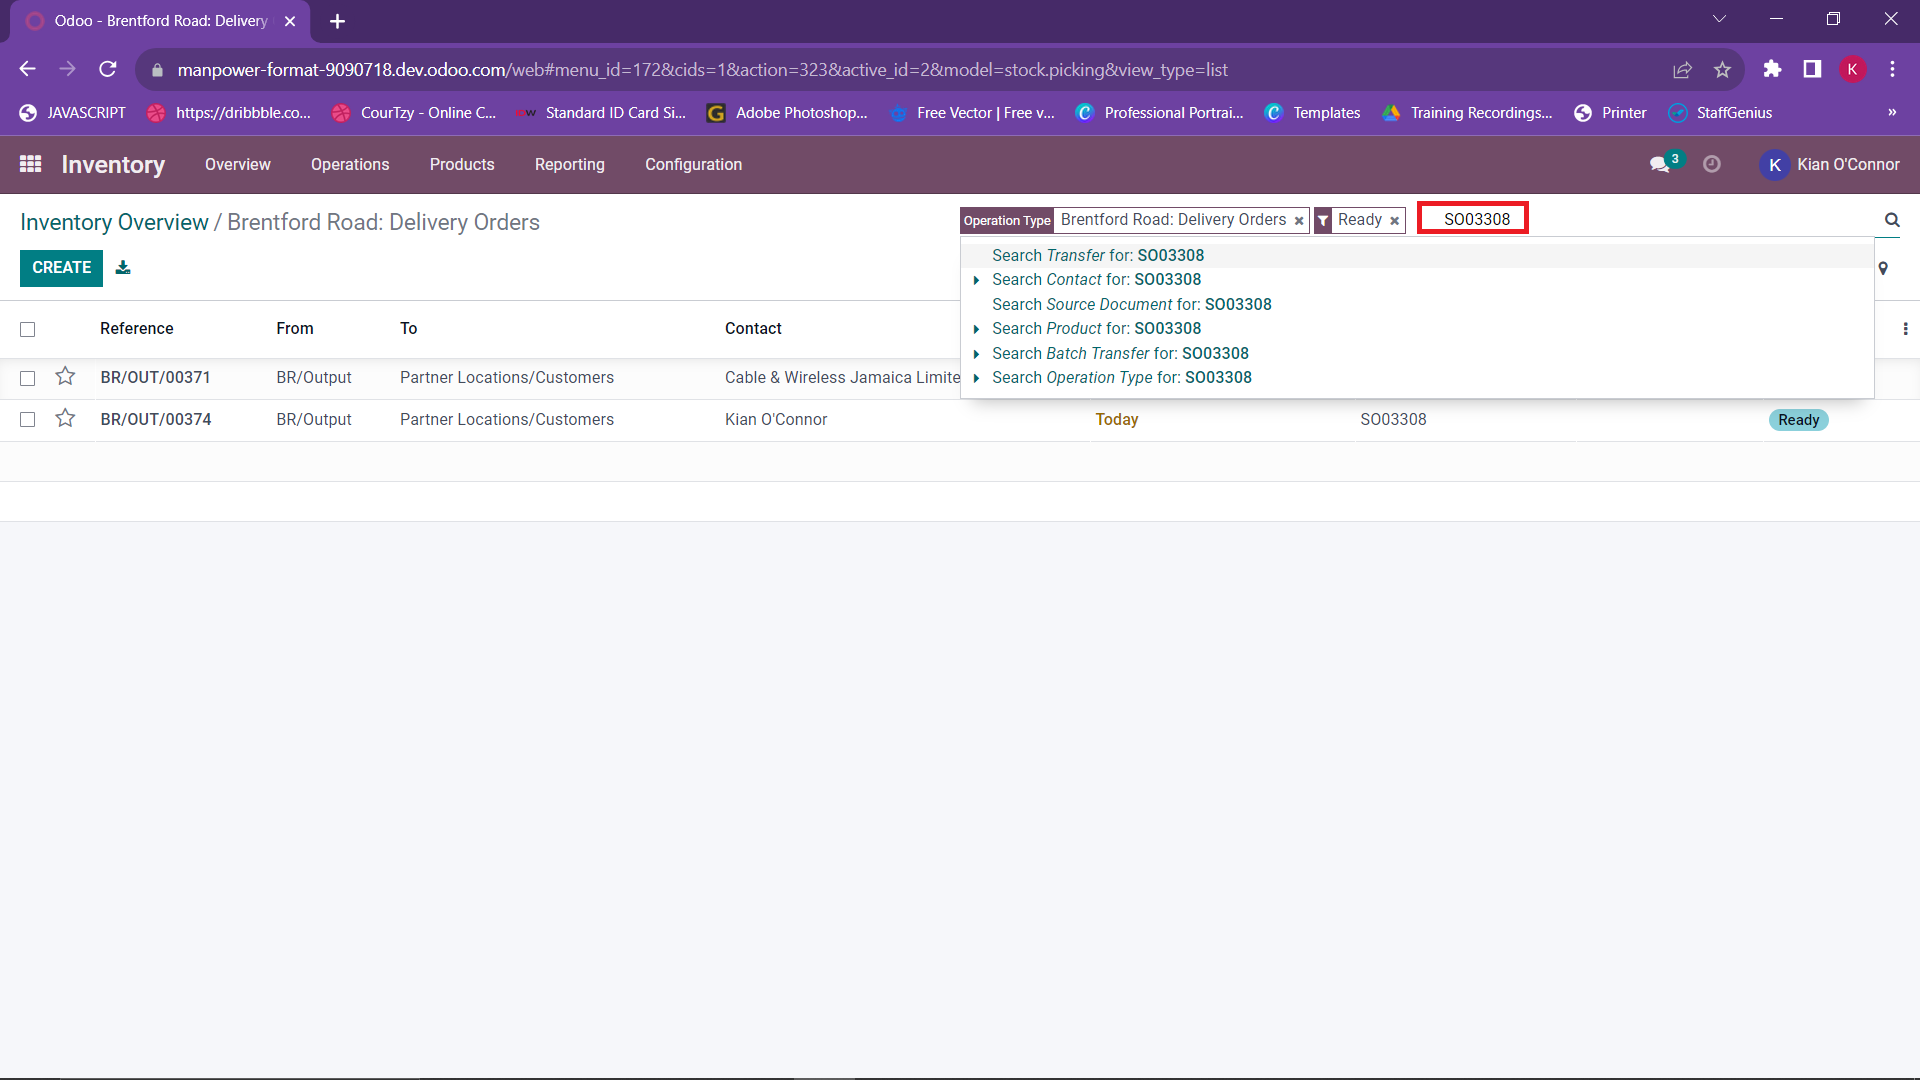 Odoo - Brentford Road: Delivery
manpower-format-9090718.dev.odoo.com/web#menu_id=172&cids=1&action=323&active_id=2&model=stock.picking&view_type=list
K
JAVASCRIPT https://dribbble.co... CourTzy - Online C... Standard ID Card Si... Adobe Photoshop... Free Vector | Free v... Professional Portrai... Templates Training Recordings... Printer StaffGenius »
Inventory Overview Operations Products Reporting Configuration 3 K Kian O'Connor
Inventory Overview / Brentford Road: Delivery Orders
Operation Type Brentford Road: Delivery Orders × Ready × SO03308
CREATE
Search Transfer for: SO03308
Search Contact for: SO03308
Search Source Document for: SO03308
Search Product for: SO03308
Search Batch Transfer for: SO03308
Search Operation Type for: SO03308
Reference From To Contact
BR/OUT/00371 BR/Output Partner Locations/Customers Cable & Wireless Jamaica Limite
BR/OUT/00374 BR/Output Partner Locations/Customers Kian O'Connor Today SO03308 Ready